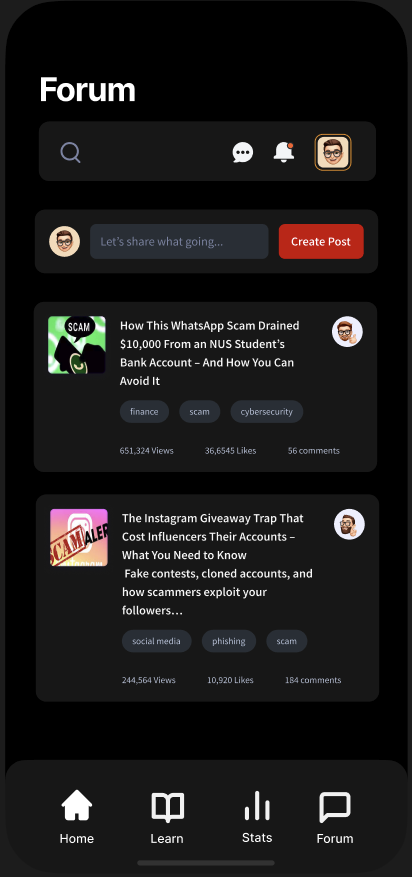 Forum
Let's share what going...
Create Post
SCAM
How This WhatsApp Scam Drained
$10,000 From an NUS Student's
Bank Account – And How You Can
Avoid It
finance
scam
cybersecurity
651,324 Views
36,6545 Likes
56 comments
SCAM ALER
The Instagram Giveaway Trap That
Cost Influencers Their Accounts –
What You Need to Know
Fake contests, cloned accounts, and
how scammers exploit your
followers...
social media
phishing
scam
244,564 Views
10,920 Likes
184 comments
Home
Learn
Stats
Forum